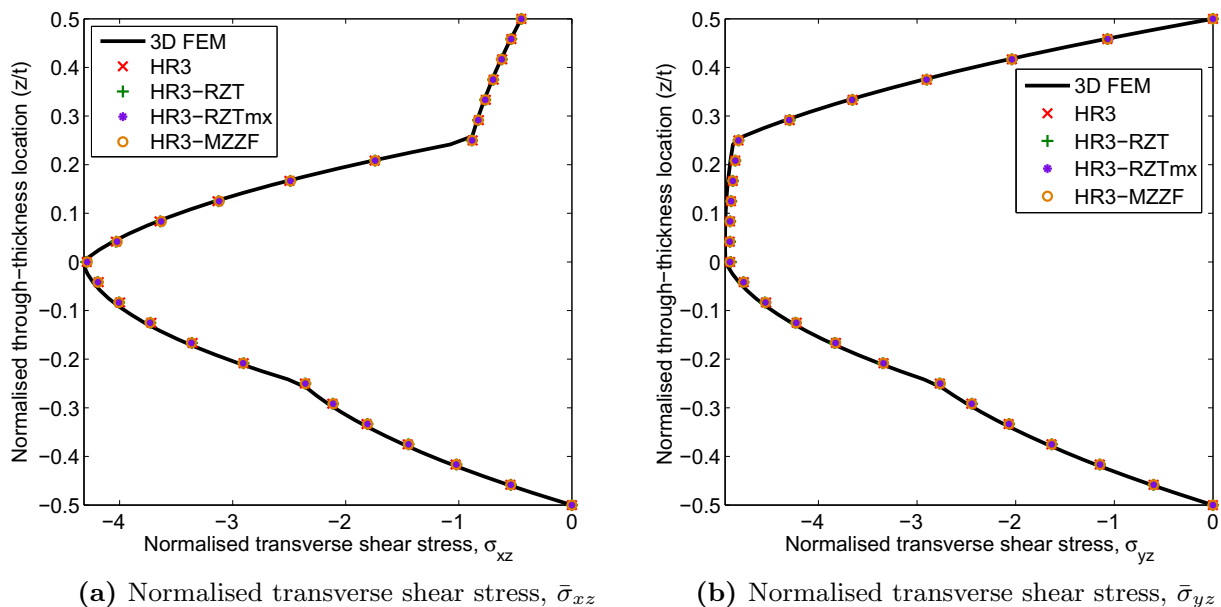 0.5
0.4
0.3
0.2
0.1
0
−0.1
−0.2
−0.3
−0.4
−0.5
Normalised through−thickness location (z/t)
3D FEM
HR3
HR3−RZT
HR3−RZTmx
HR3−MZZF
−4
−3
−2
−1
0
Normalised transverse shear stress, σxz
(a) Normalised transverse shear stress, σ̄xz
0.5
0.4
0.3
0.2
0.1
0
−0.1
−0.2
−0.3
−0.4
−0.5
Normalised through−thickness location (z/t)
3D FEM
HR3
HR3−RZT
HR3−RZTmx
HR3−MZZF
−4
−3
−2
−1
0
Normalised transverse shear stress, σyz
(b) Normalised transverse shear stress, σ̄yz